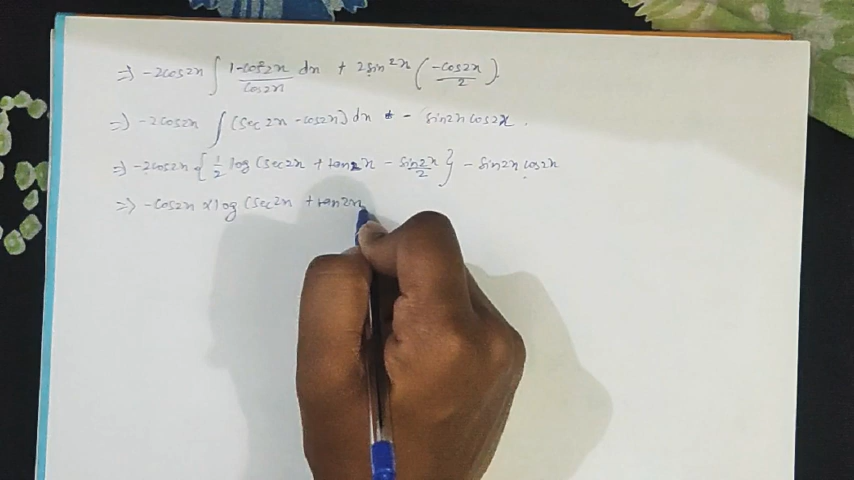 => -2cos2x ∫ 1-cos²2x/cos2x dx + 2sin2x (-cos2x/2).
=> -2cos2x ∫ (sec2x - cos2x) dx - sin2x cos2x.
=> -2cos2x { 1/2 log (sec2x + tan2x - sin2x/2 } - sin2x cos2x
=> -cos2x x log (sec2x + tan2x